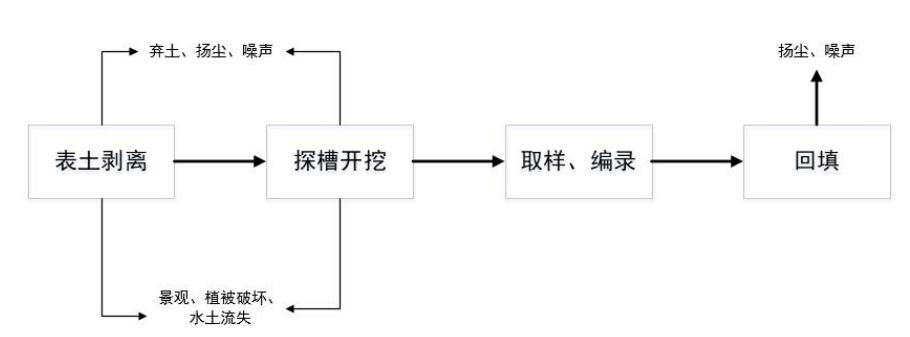 弃土、扬尘、噪声
扬尘、噪声
表土剥离
探槽开挖
取样、编录
回填
景观、植被破坏、
水土流失